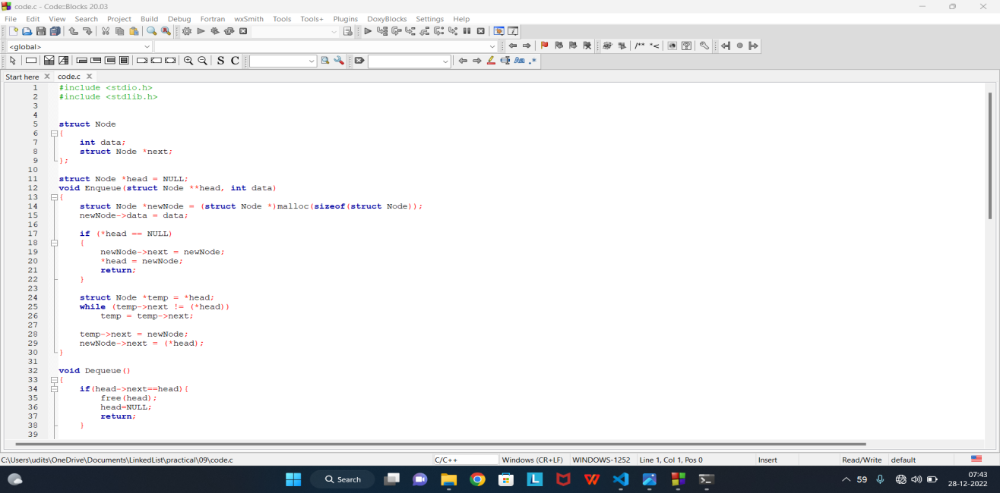 code.c - Code::Blocks 20.03
File Edit View Search Project Build Debug Fortran wxSmith Tools Tools+ Plugins DoxyBlocks Settings Help
<global>
/** *<
S C
Aa .*
Start here code.c
1 #include <stdio.h>
2 #include <stdlib.h>
3
4
5 struct Node
6 {
7 int data;
8 struct Node *next;
9 };
10
11 struct Node *head = NULL;
12 void Enqueue(struct Node **head, int data)
13 {
14 struct Node *newNode = (struct Node *)malloc(sizeof(struct Node));
15 newNode->data = data;
16
17 if (*head == NULL)
18 {
19 newNode->next = newNode;
20 *head = newNode;
21 return;
22 }
23
24 struct Node *temp = *head;
25 while (temp->next != (*head))
26 temp = temp->next;
27
28 temp->next = newNode;
29 newNode->next = (*head);
30 }
31
32 void Dequeue()
33 {
34 if(head->next==head){
35 free(head);
36 head=NULL;
37 return;
38 }
39
C:\Users\udits\OneDrive\Documents\LinkedList\practical\09\code.c C/C++ Windows (CR+LF) WINDOWS-1252 Line 1, Col 1, Pos 0 Insert Read/Write default
Search L 59 07:43
28-12-2022